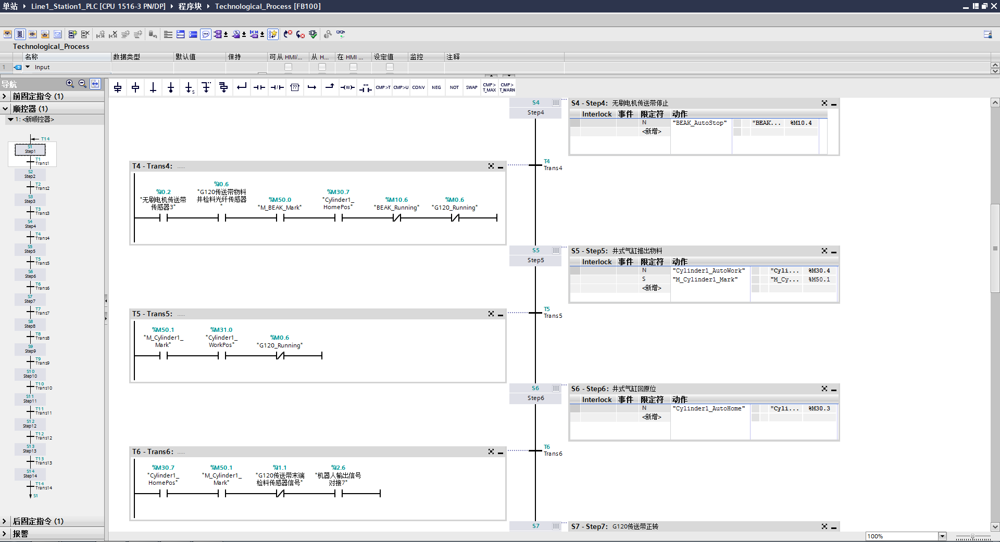 单站 Line1_Station1_PLC [CPU 1516-3 PN/DP] 程序块 Technological_Process [FB100]
Technological_Process
名称 数据类型 默认值 保持 可从 HMI/... 从 H... 在 HMI ... 设定值 监控 注释
1 Input
导航
CMP>T CMP>U CONV NEG NOT SWAP CMP> T_MAX CMP> T_WARN
前固定指令 (1)
顺控器 (1)
1: <新顺控器>
T14
S1
Step1
T1
Trans1
S2
Step2
T2
Trans2
S3
Step3
T3
Trans3
S4
Step4
T4
Trans4
S5
Step5
T5
Trans5
S6
Step6
T6
Trans6
S7
Step7
T7
Trans7
S8
Step8
T8
Trans8
S9
Step9
T9
Trans9
S10
Step10
T10
Trans10
S11
Step11
T11
Trans11
S12
Step12
T12
Trans12
S13
Step13
T13
Trans13
S14
Step14
T14
Trans14
S1
后固定指令 (1)
报警
S4
Step4
S4 - Step4: 无刷电机传送带停止
Interlock 事件 限定符 动作
N "BEAK_AutoStop" "BEAK... %M10.4
<新增>
T4
Trans4
T4 - Trans4: .....
%I0.2
"无刷电机传送带
传感器3"
%I0.6
"G120传送带物料
井检料光纤传感器
"
%M50.0
"M_BEAK_Mark"
%M30.7
"Cylinder1_
HomePos"
%M10.6
"BEAK_Running"
%M0.6
"G120_Running"
S5
Step5
S5 - Step5: 井式气缸推出物料
Interlock 事件 限定符 动作
N "Cylinder1_AutoWork" "Cyli... %M30.4
S "M_Cylinder1_Mark" "M_Cy... %M50.1
<新增>
T5
Trans5
T5 - Trans5: .....
%M50.1
"M_Cylinder1_
Mark"
%M31.0
"Cylinder1_
WorkPos"
%M0.6
"G120_Running"
S6
Step6
S6 - Step6: 井式气缸回原位
Interlock 事件 限定符 动作
N "Cylinder1_AutoHome" "Cyli... %M30.3
<新增>
T6
Trans6
T6 - Trans6: .....
%M30.7
"Cylinder1_
HomePos"
%M50.1
"M_Cylinder1_
Mark"
%I1.1
"G120传送带末端
检料传感器信号"
%I2.6
"机器人输出信号
对接7"
S7
S7 - Step7: G120传送带正转
100%